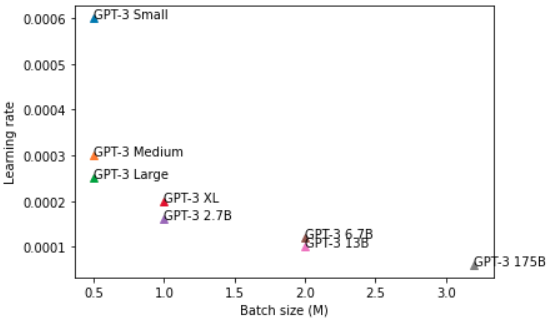 0.0006
0.0005
0.0004
0.0003
0.0002
0.0001
Learning rate
GPT-3 Small
GPT-3 Medium
GPT-3 Large
GPT-3 XL
GPT-3 2.7B
GPT-3 6.7B
GPT-3 13B
GPT-3 175B
0.5
1.0
1.5
2.0
2.5
3.0
Batch size (M)